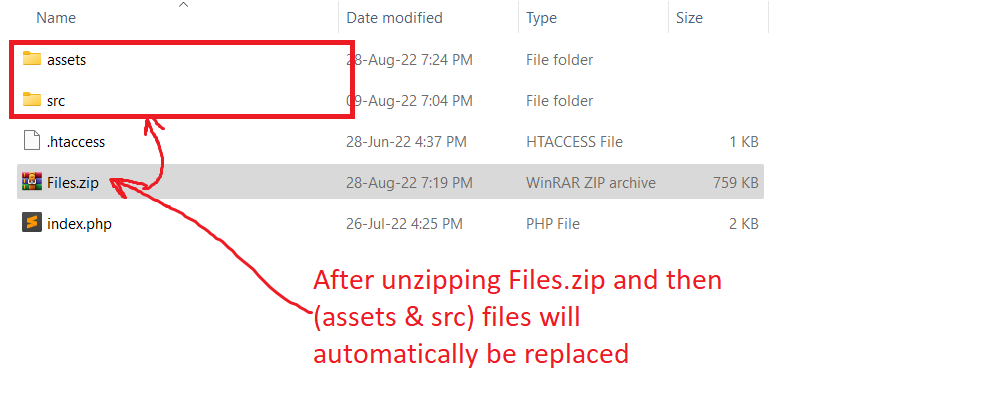 Name Date modified Type Size
assets 28-Aug-22 7:24 PM File folder
src 09-Aug-22 7:04 PM File folder
.htaccess 28-Jun-22 4:37 PM HTACCESS File 1 KB
Files.zip 28-Aug-22 7:19 PM WinRAR ZIP archive 759 KB
index.php 26-Jul-22 4:25 PM PHP File 2 KB
After unzipping Files.zip and then
(assets & src) files will
automatically be replaced